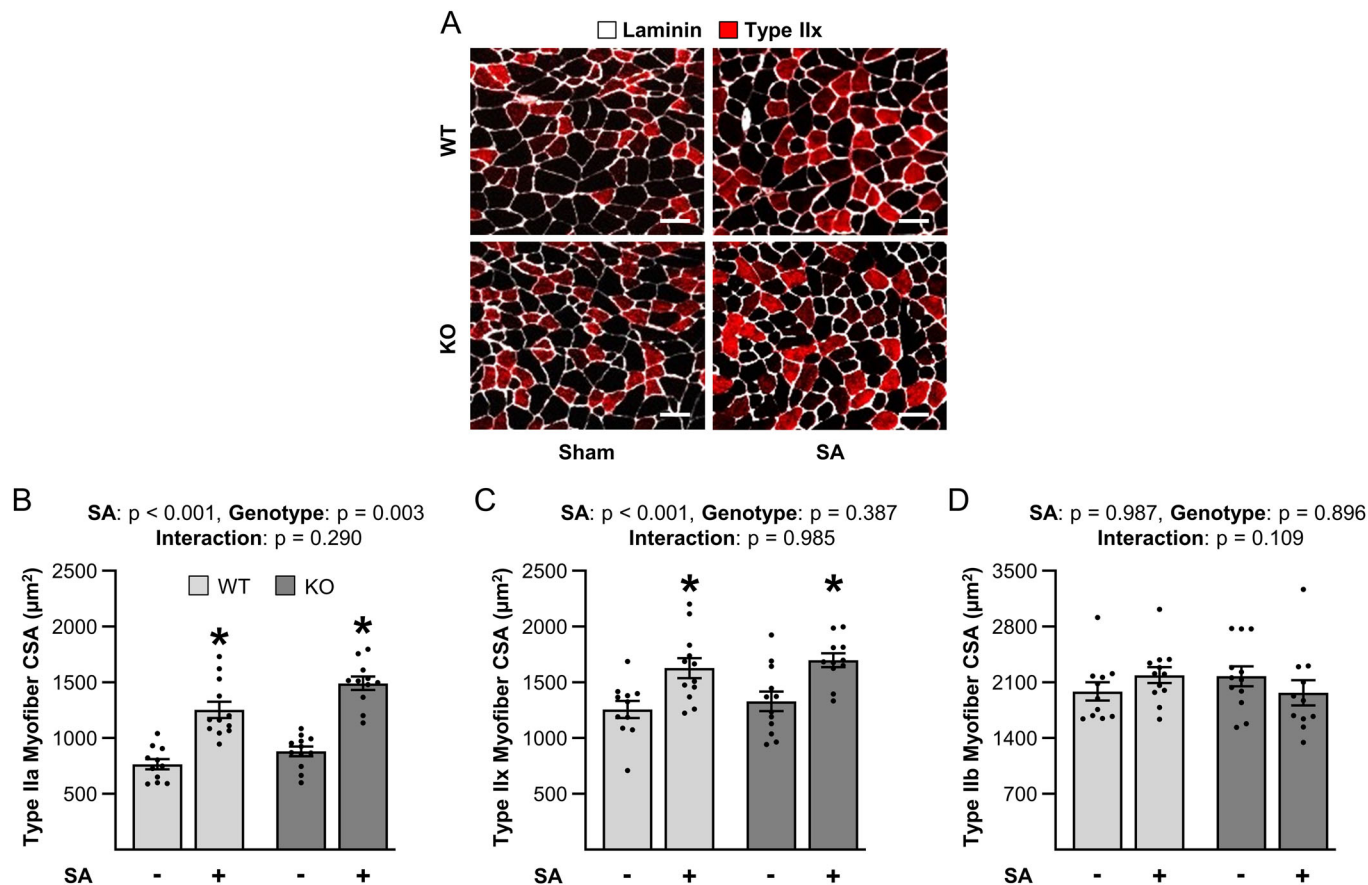 A
Laminin Type IIx
WT
KO
Sham SA
B
SA: p < 0.001, Genotype: p = 0.003
Interaction: p = 0.290
Type IIa Myofiber CSA (µm²)
2500
2000
1500
1000
500
WT KO
* *
SA - + - +
C
SA: p < 0.001, Genotype: p = 0.387
Interaction: p = 0.985
Type IIx Myofiber CSA (µm²)
2500
2000
1500
1000
500
* *
SA - + - +
D
SA: p = 0.987, Genotype: p = 0.896
Interaction: p = 0.109
Type IIb Myofiber CSA (µm²)
3500
2800
2100
1400
700
SA - + - +